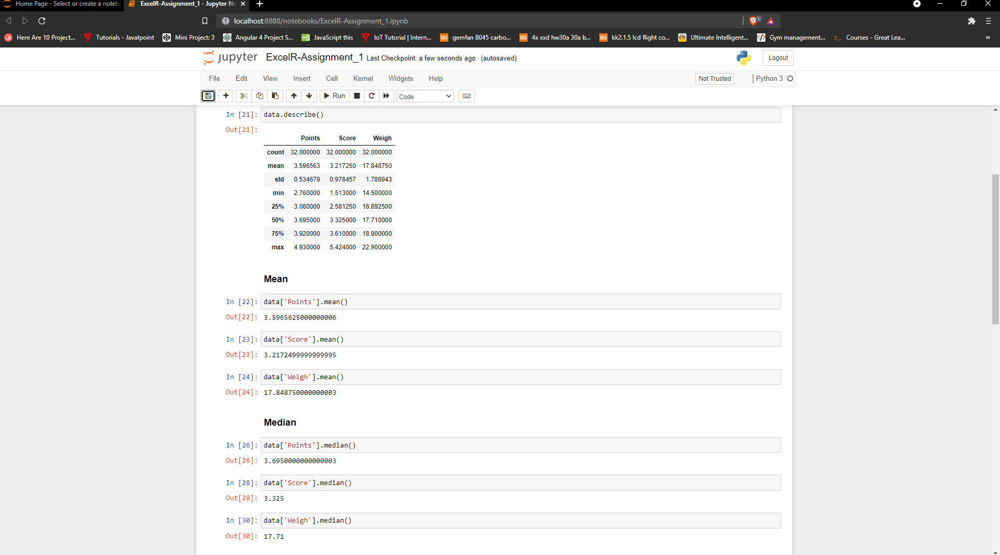 Home Page - Select or create a noteb
ExcelR-Assignment_1 - Jupyter No
localhost:8888/notebooks/ExcelR-Assignment_1.ipynb
1
Here Are 10 Project... Tutorials - Javatpoint Mini Project: 3 Angular 4 Project S... JavaScript this IoT Tutorial | Intern... BG gemfan 8045 carbo... BG 4x xxd hw30a 30a b... BG kk2.1.5 lcd flight co... Ultimate Intelligent... Gym management... Courses - Great Lea... »
jupyter ExcelR-Assignment_1 Last Checkpoint: a few seconds ago (autosaved) Logout
File Edit View Insert Cell Kernel Widgets Help Not Trusted Python 3
Run Code
In [21]: data.describe()
Out[21]:
Points Score Weigh
count 32.000000 32.000000 32.000000
mean 3.596563 3.217250 17.848750
std 0.534679 0.978457 1.786943
min 2.760000 1.513000 14.500000
25% 3.080000 2.581250 16.892500
50% 3.695000 3.325000 17.710000
75% 3.920000 3.610000 18.900000
max 4.930000 5.424000 22.900000
Mean
In [22]: data['Points'].mean()
Out[22]: 3.5965625000000006
In [23]: data['Score'].mean()
Out[23]: 3.2172499999999995
In [24]: data['Weigh'].mean()
Out[24]: 17.848750000000003
Median
In [26]: data['Points'].median()
Out[26]: 3.6950000000000003
In [28]: data['Score'].median()
Out[28]: 3.325
In [30]: data['Weigh'].median()
Out[30]: 17.71